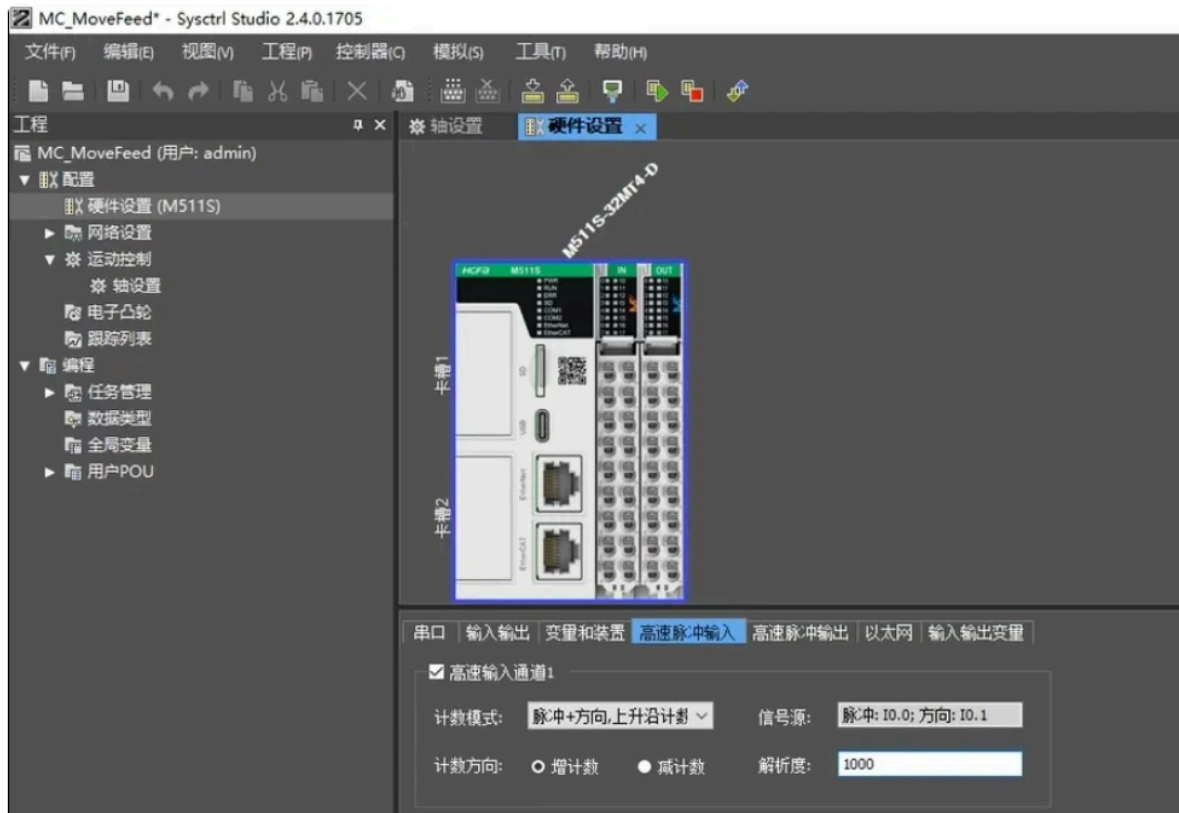 MC_MoveFeed* - Sysctrl Studio 2.4.0.1705
文件(F) 编辑(E) 视图(V) 工程(P) 控制器(C) 模拟(S) 工具(T) 帮助(H)
工程
轴设置 硬件设置
MC_MoveFeed (用户: admin)
配置
硬件设置 (M511S)
网络设置
运动控制
轴设置
电子凸轮
跟踪列表
编程
任务管理
数据类型
全局变量
用户POU
M511S-32MT4-D
HCFA M511S IN OUT
PWR
RUN
ERR
SD
COM1
COM2
EtherNet
EtherCAT
卡槽1
SD
USB
卡槽2
EtherNet
EtherCAT
串口 输入输出 变量和装置 高速脉冲输入 高速脉冲输出 以太网 输入输出变量
高速输入通道1
计数模式: 脉冲+方向,上升沿计数 信号源: 脉冲: I0.0; 方向: I0.1
计数方向: 增计数 减计数 解析度: 1000